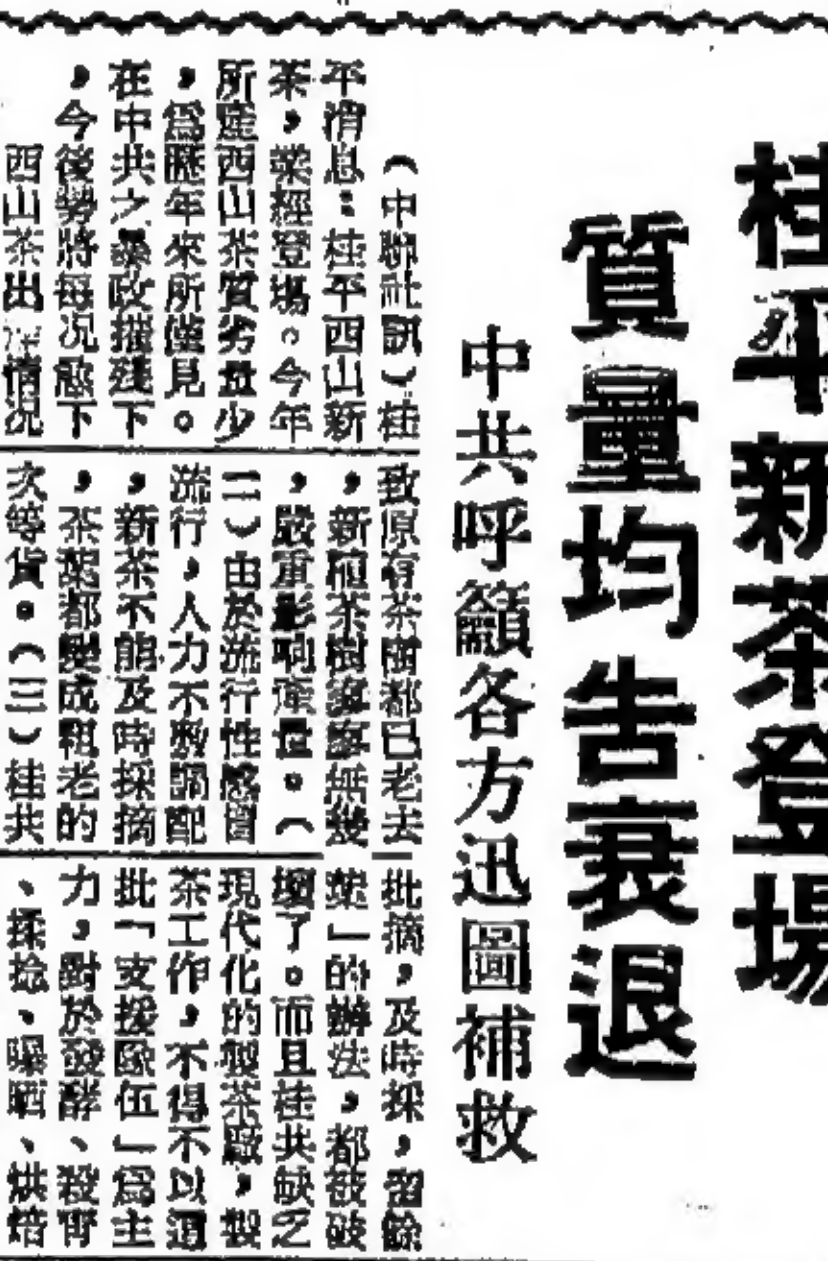 桂平新茶登場
質量均告衰退
中共呼籲各方迅圖補救
（中聯社訊）桂
平消息：桂平西山新
茶，業經登場。今年
所產西山茶質劣量少
，爲歷年來所僅見。
在中共之暴政摧殘下
，今後勢將每况愈下
西山茶出產情况
致原有茶樹都已老去
，新植茶樹寥寥無幾
，嚴重影响產量。（
二）由於流行性感冒
流行，人力不敷調配
，新茶不能及時採摘
，茶葉都變成粗老的
次等貨。（三）桂共
批摘，及時採，留餘
葉」的辦法，都被破
壞了。而且桂共缺乏
現代化的製茶廠，製
茶工作，不得不以這
批「支援隊伍」爲主
力，對於發酵、殺青
、揉捻、曝晒、烘焙